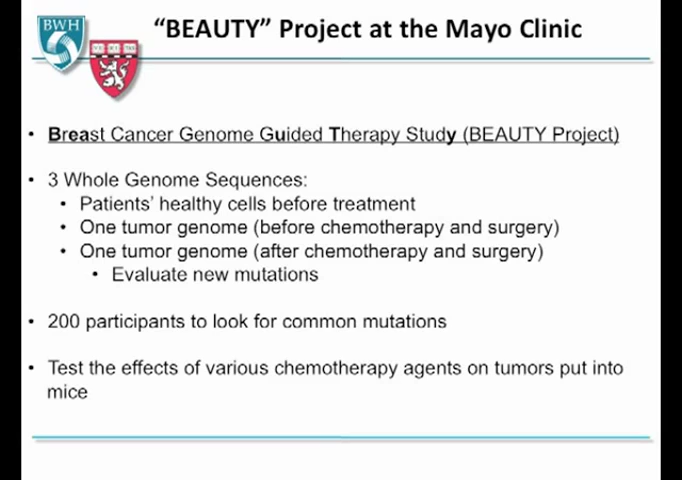 BWH
“BEAUTY” Project at the Mayo Clinic
• Breast Cancer Genome Guided Therapy Study (BEAUTY Project)
• 3 Whole Genome Sequences:
• Patients’ healthy cells before treatment
• One tumor genome (before chemotherapy and surgery)
• One tumor genome (after chemotherapy and surgery)
• Evaluate new mutations
• 200 participants to look for common mutations
• Test the effects of various chemotherapy agents on tumors put into
mice